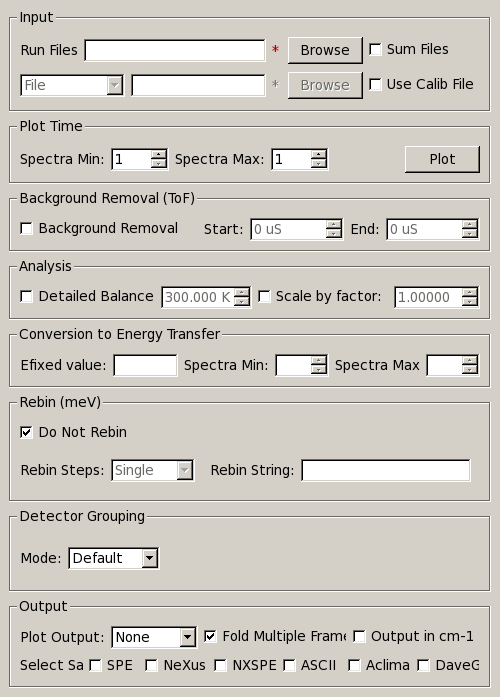 Input
Run Files * Browse Sum Files
File * Browse Use Calib File
Plot Time
Spectra Min: 1 Spectra Max: 1 Plot
Background Removal (ToF)
Background Removal Start: 0 uS End: 0 uS
Analysis
Detailed Balance 300.000 K Scale by factor: 1.00000
Conversion to Energy Transfer
Efixed value: Spectra Min: Spectra Max
Rebin (meV)
Do Not Rebin
Rebin Steps: Single Rebin String:
Detector Grouping
Mode: Default
Output
Plot Output: None Fold Multiple Frame Output in cm-1
Select Sa SPE NeXus NXSPE ASCII Aclima DaveG